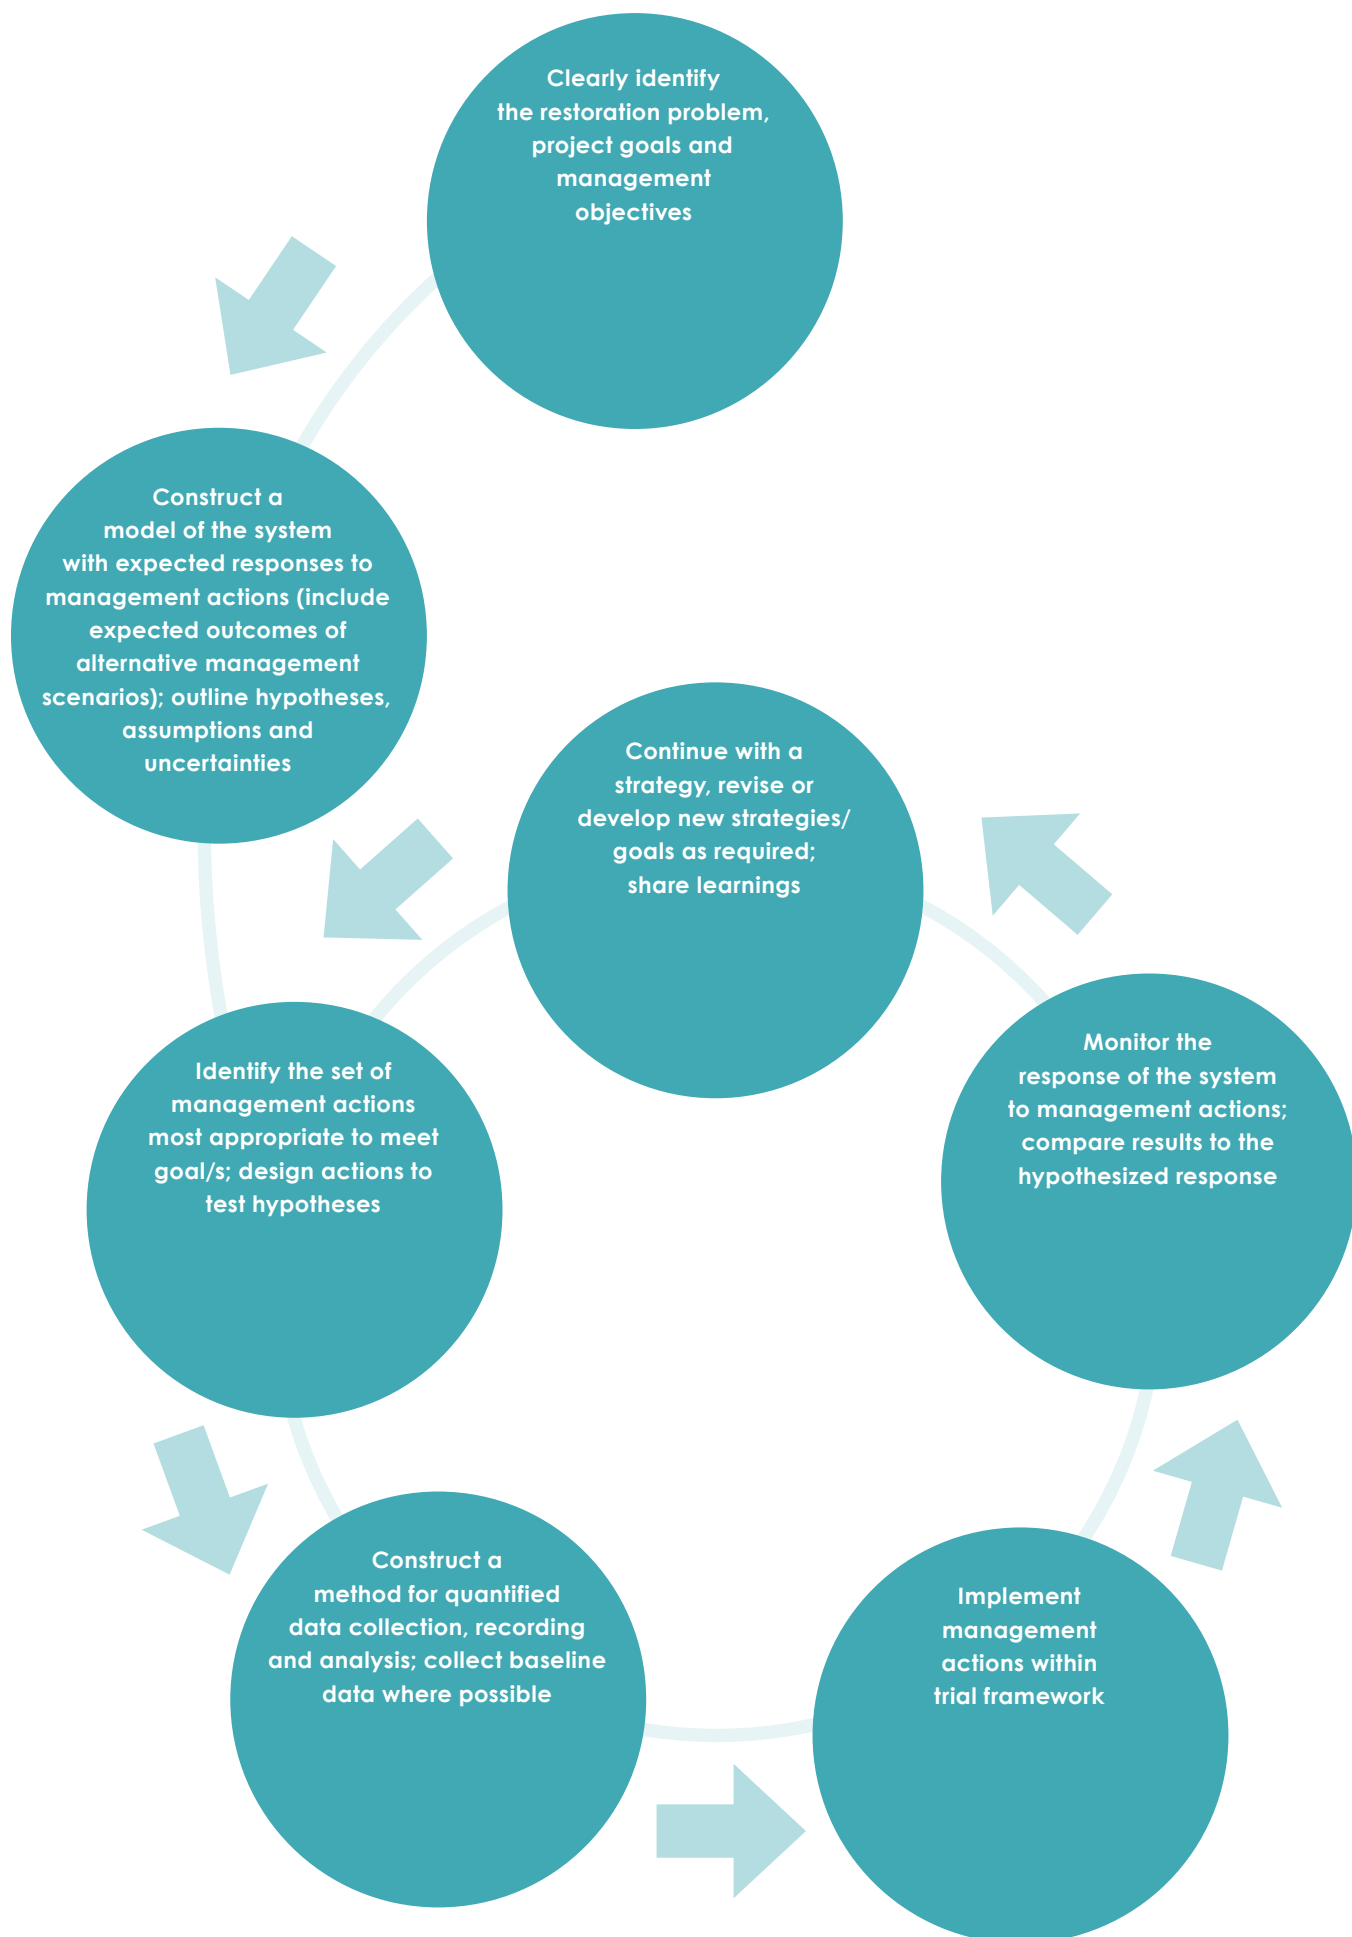 Clearly identify
the restoration problem,
project goals and
management
objectives
Construct a
model of the system
with expected responses to
management actions (include
expected outcomes of
alternative management
scenarios); outline hypotheses,
assumptions and
uncertainties
Identify the set of
management actions
most appropriate to meet
goal/s; design actions to
test hypotheses
Construct a
method for quantified
data collection, recording
and analysis; collect baseline
data where possible
Implement
management
actions within
trial framework
Monitor the
response of the system
to management actions;
compare results to the
hypothesized response
Continue with a
strategy, revise or
develop new strategies/
goals as required;
share learnings